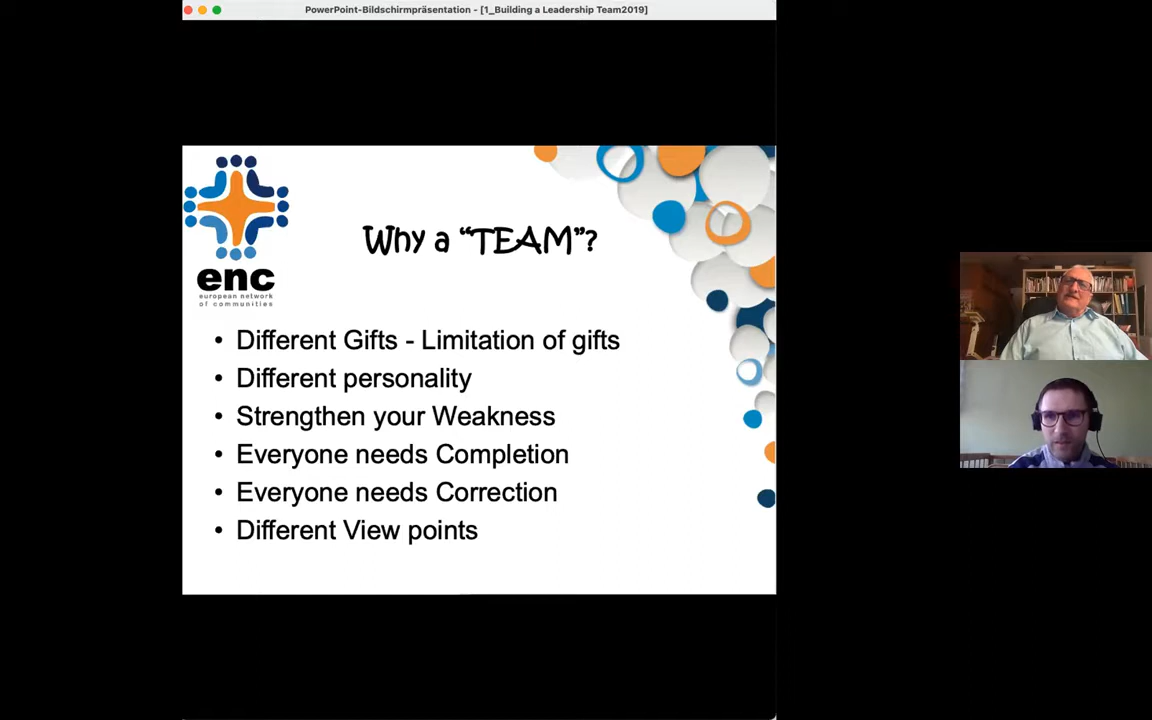 PowerPoint-Bildschirmpräsentation - [1_Building a Leadership Team2019]
enc
european network
of communities
Why a “TEAM”?
• Different Gifts - Limitation of gifts
• Different personality
• Strengthen your Weakness
• Everyone needs Completion
• Everyone needs Correction
• Different View points